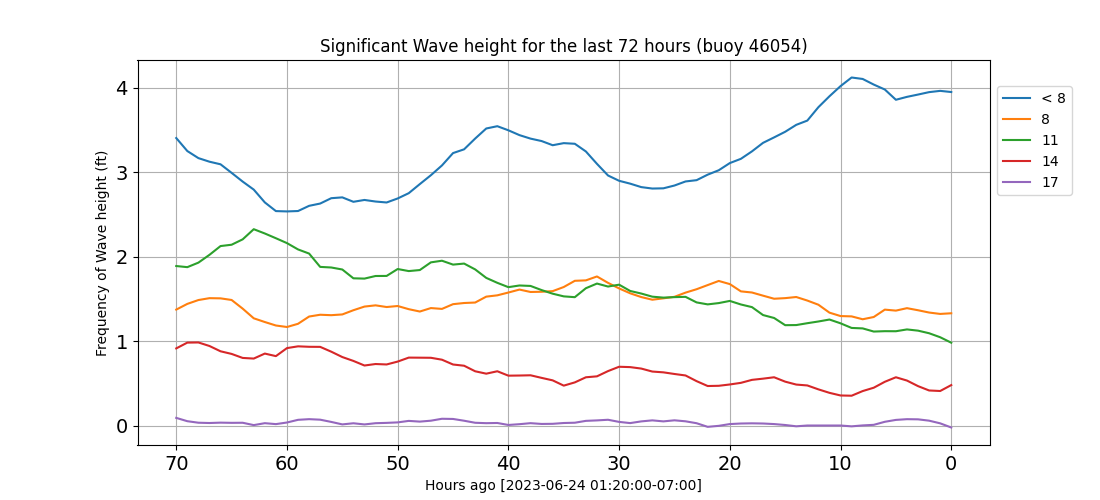 Significant Wave height for the last 72 hours (buoy 46054)
Frequency of Wave height (ft)
4
3
2
1
0
70 60 50 40 30 20 10 0
Hours ago [2023-06-24 01:20:00-07:00]
< 8
8
11
14
17